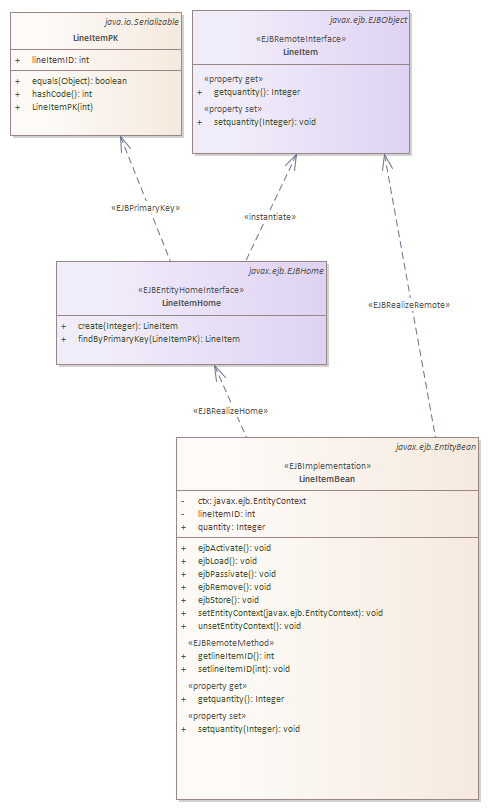 java.io.Serializable
LineItemPK
+ lineItemID: int
+ equals(Object): boolean
+ hashCode(): int
+ LineItemPK(int)
javax.ejb.EJBObject
«EJBRemoteInterface»
LineItem
«property get»
+ getquantity(): Integer
«property set»
+ setquantity(Integer): void
«EJBPrimaryKey»
«instantiate»
javax.ejb.EJBHome
«EJBEntityHomeInterface»
LineItemHome
+ create(Integer): LineItem
+ findByPrimaryKey(LineItemPK): LineItem
«EJBRealizeRemote»
«EJBRealizeHome»
javax.ejb.EntityBean
«EJBImplementation»
LineItemBean
- ctx: javax.ejb.EntityContext
- lineItemID: int
+ quantity: Integer
+ ejbActivate(): void
+ ejbLoad(): void
+ ejbPassivate(): void
+ ejbRemove(): void
+ ejbStore(): void
+ setEntityContext(javax.ejb.EntityContext): void
+ unsetEntityContext(): void
«EJBRemoteMethod»
+ getlineItemID(): int
+ setlineItemID(int): void
«property get»
+ getquantity(): Integer
«property set»
+ setquantity(Integer): void